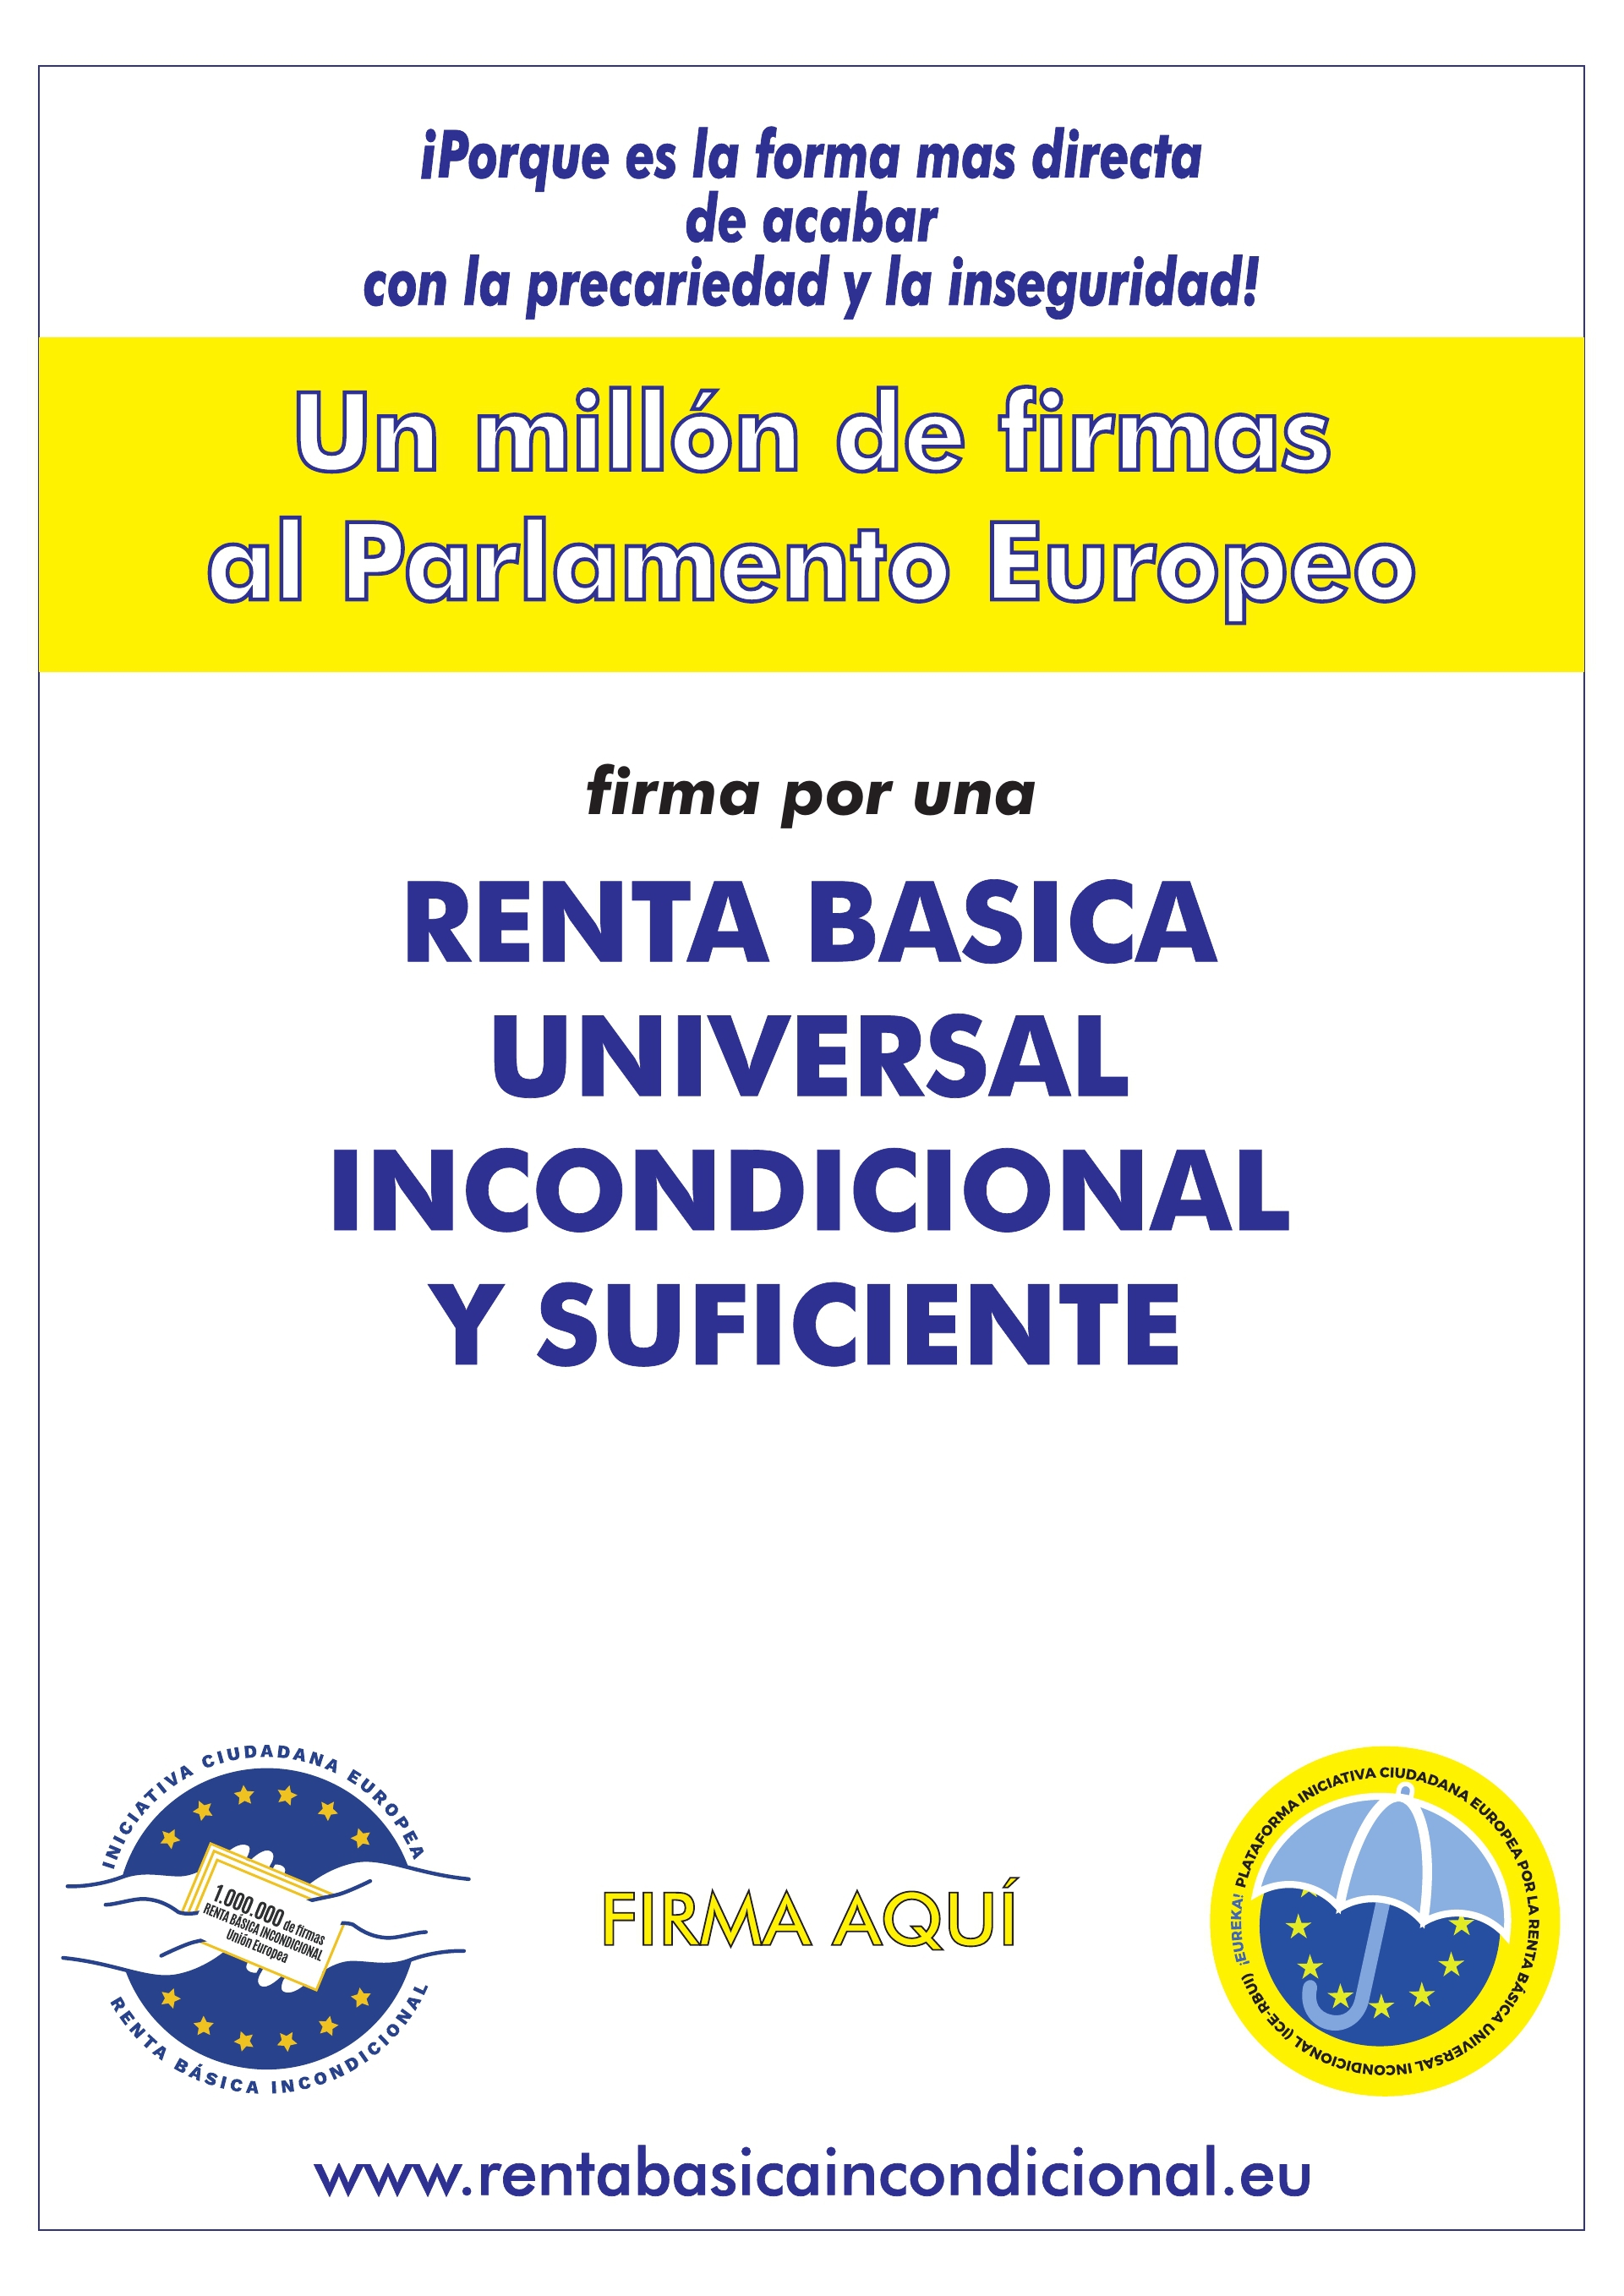 ¡Porque es la forma mas directa
de acabar
con la precariedad y la inseguridad!
Un millón de firmas
al Parlamento Europeo
firma por una
RENTA BASICA
UNIVERSAL
INCONDICIONAL
Y SUFICIENTE
INICIATIVA CIUDADANA EUROPEA
1.000.000 de firmas
RENTA BÁSICA INCONDICIONAL
Unión Europea
RENTA BÁSICA INCONDICIONAL
FIRMA AQUÍ
¡EUREKA! PLATAFORMA INICIATIVA CIUDADANA EUROPEA POR LA RENTA BÁSICA UNIVERSAL INCONDICIONAL (ICE-RBUI)
www.rentabasicaincondicional.eu